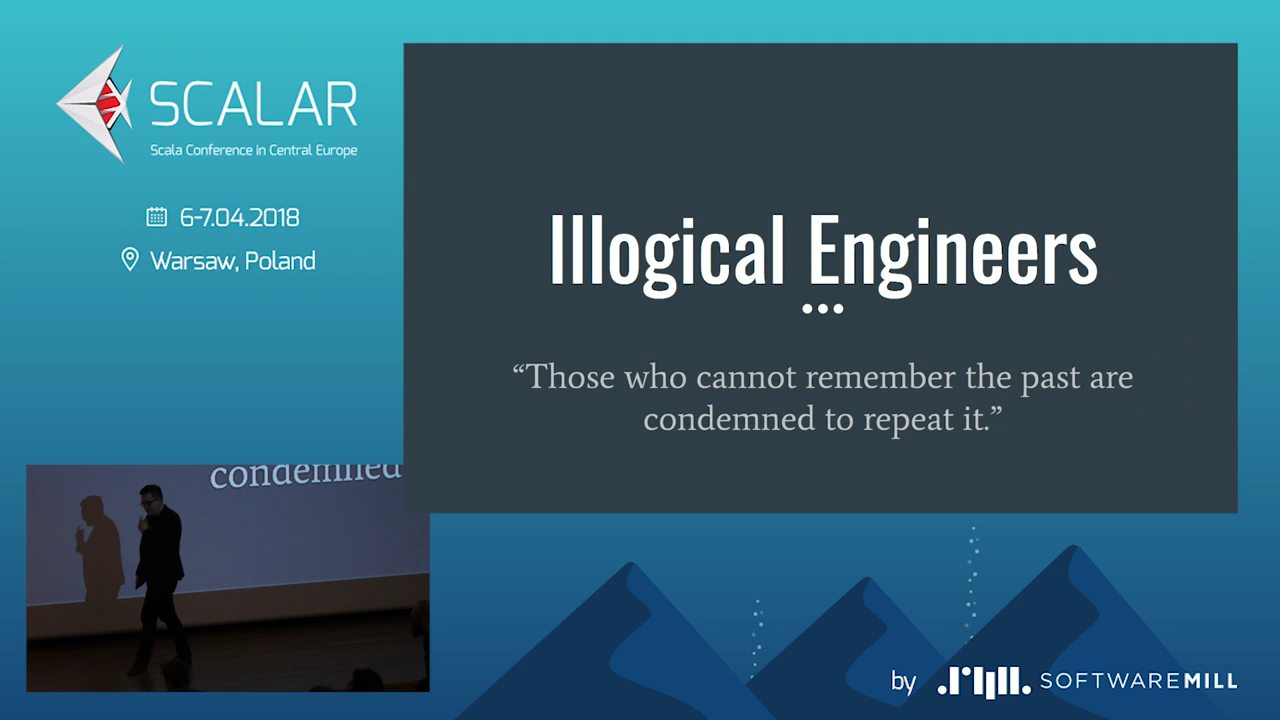 SCALAR
Scala Conference in Central Europe
6-7.04.2018
Warsaw, Poland
Illogical Engineers
“Those who cannot remember the past are
condemned to repeat it.”
condemned
by SOFTWAREMILL